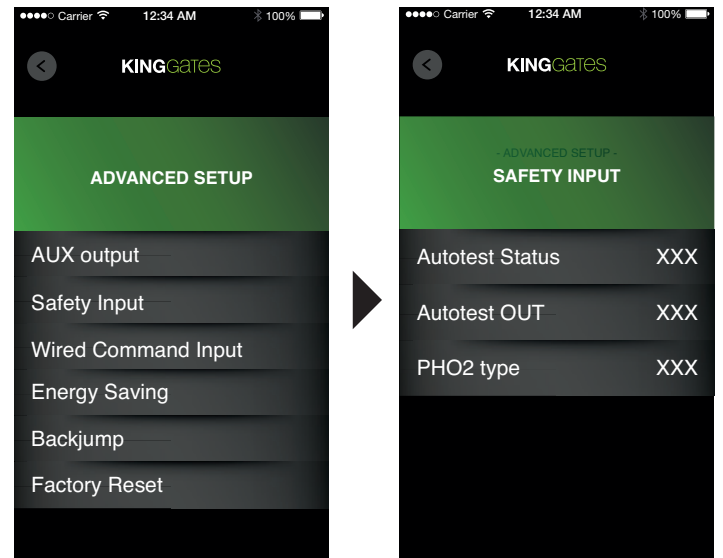 Carrier 12:34 AM 100%
KINGGATES
ADVANCED SETUP
AUX output
Safety Input
Wired Command Input
Energy Saving
Backjump
Factory Reset
Carrier 12:34 AM 100%
KINGGATES
- ADVANCED SETUP -
SAFETY INPUT
Autotest Status XXX
Autotest OUT XXX
PHO2 type XXX